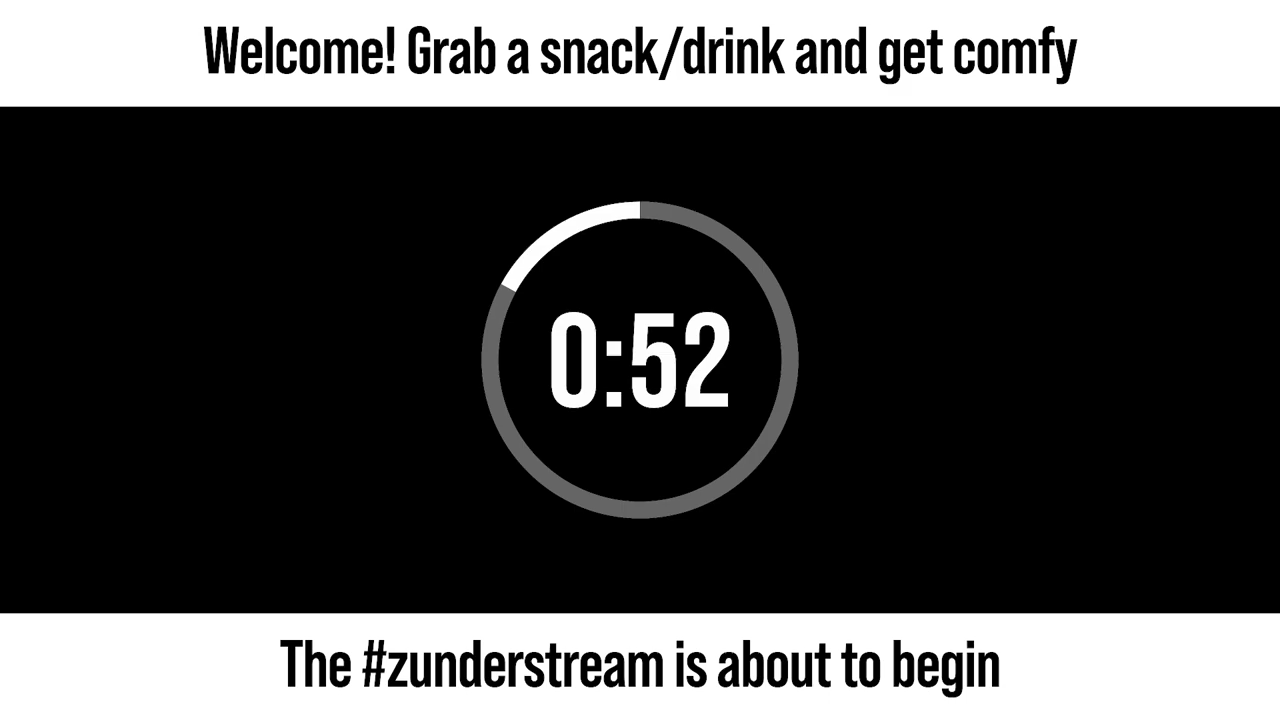 Welcome! Grab a snack/drink and get comfy
0:52
The #zunderstream is about to begin